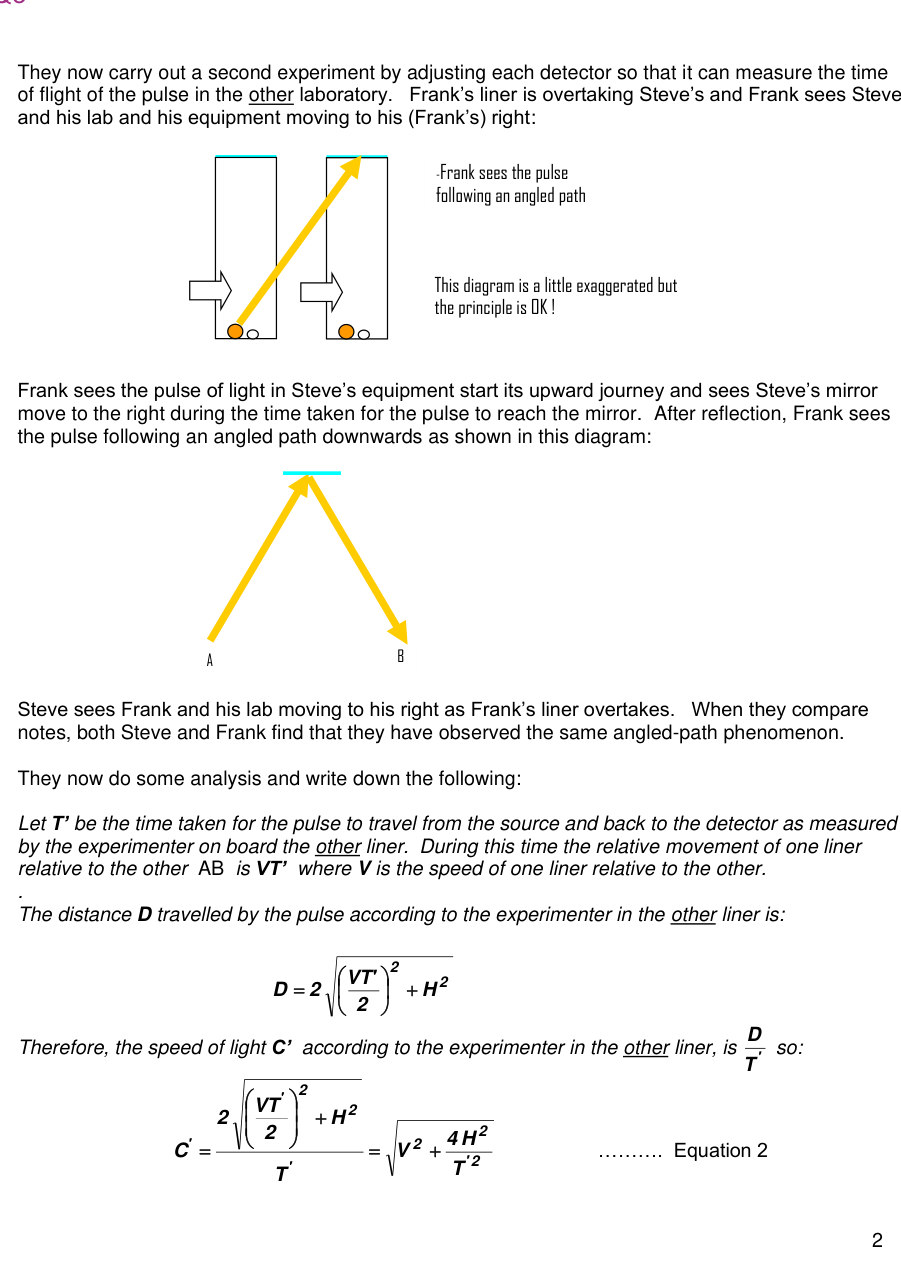 They now carry out a second experiment by adjusting each detector so that it can measure the time
of flight of the pulse in the other laboratory. Frank's liner is overtaking Steve's and Frank sees Steve
and his lab and his equipment moving to his (Frank's) right:
-Frank sees the pulse
following an angled path
This diagram is a little exaggerated but
the principle is OK !
Frank sees the pulse of light in Steve's equipment start its upward journey and sees Steve's mirror
move to the right during the time taken for the pulse to reach the mirror. After reflection, Frank sees
the pulse following an angled path downwards as shown in this diagram:
A
B
Steve sees Frank and his lab moving to his right as Frank's liner overtakes. When they compare
notes, both Steve and Frank find that they have observed the same angled-path phenomenon.
They now do some analysis and write down the following:
Let T' be the time taken for the pulse to travel from the source and back to the detector as measured
by the experimenter on board the other liner. During this time the relative movement of one liner
relative to the other AB is VT' where V is the speed of one liner relative to the other.
.
The distance D travelled by the pulse according to the experimenter in the other liner is:
D = 2 √((VT'/2)² + H²)
Therefore, the speed of light C' according to the experimenter in the other liner, is D/T' so:
C' = 2 √((VT'/2)² + H²) / T' = √(V² + 4H²/T'²) ………. Equation 2
2